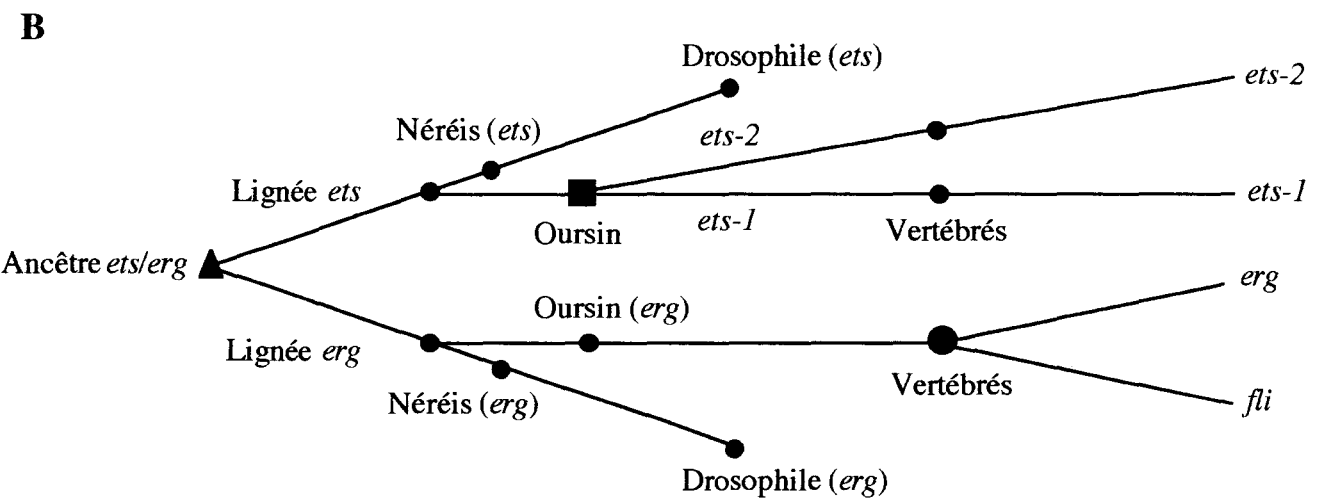 B
Drosophile (ets)
ets-2
Néréis (ets)
ets-2
Lignée ets
ets-1
ets-1
Oursin
Vertébrés
Ancêtre ets/erg
erg
Oursin (erg)
Lignée erg
Vertébrés
Néréis (erg)
fli
Drosophile (erg)